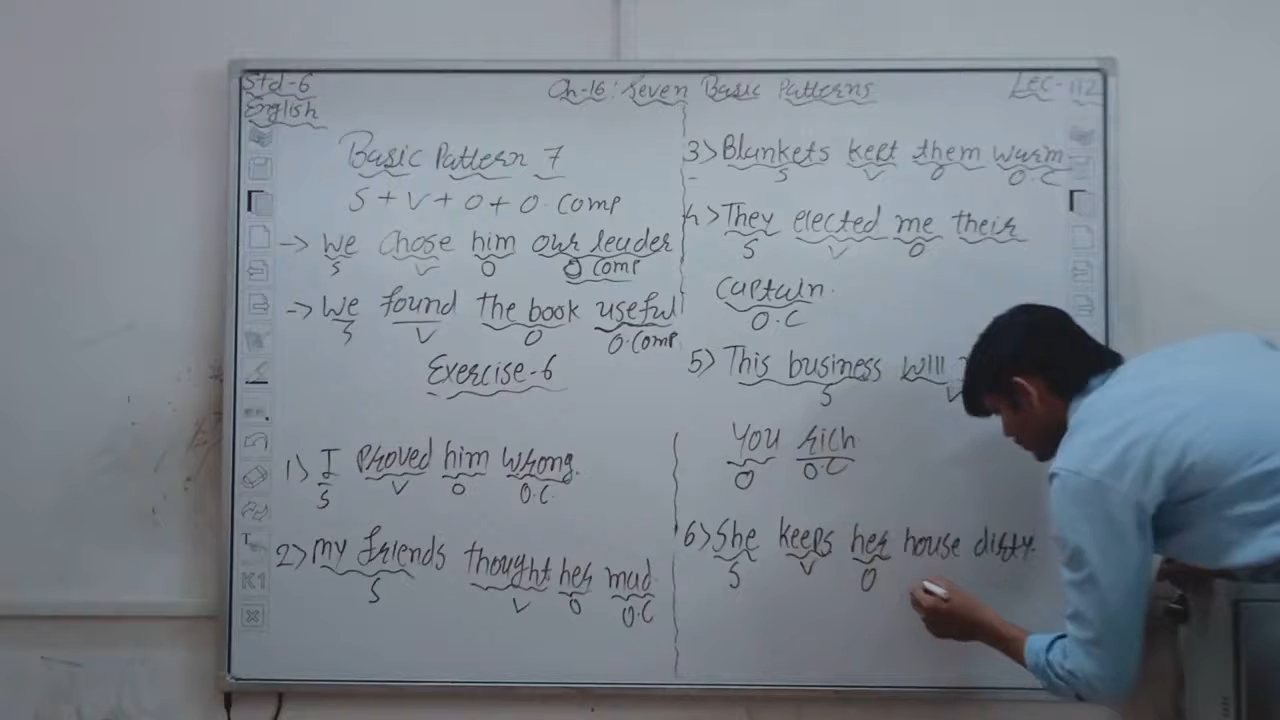 Std-6
English
Ch-16: Seven Basic Patterns
Lec-112
Basic Pattern 7
S + V + O + O. Comp
-> We chose him our leader
S V O O Comp
-> We found the book useful
S V O O. Comp
Exercise-6
1> I proved him wrong.
S V O O.C.
2> my friends thought her mad.
S V O O.C
3> Blankets kept them warm
S V O O.C
4> They elected me their
S V O
captain.
O.C
5> This business will
S V
you rich
O O.C
6> She keeps her house dirty.
S V O
T
K1